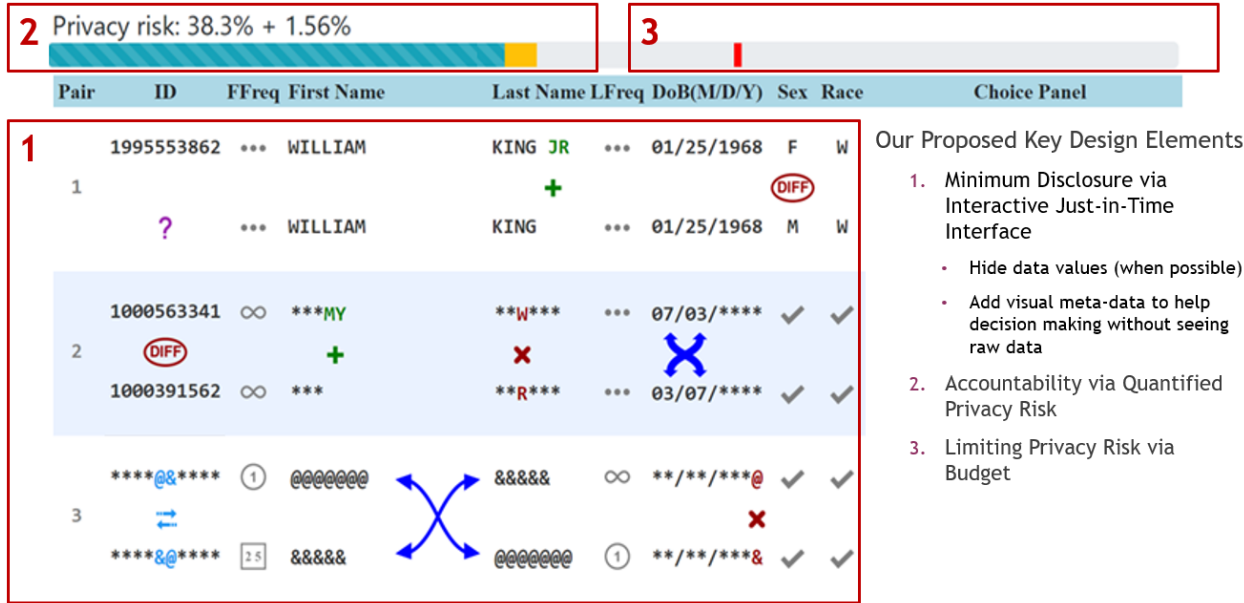 2 Privacy risk: 38.3% + 1.56% 3
Pair ID FFreq First Name Last Name LFreq DoB(M/D/Y) Sex Race Choice Panel
1
1995553862 ••• WILLIAM KING JR ••• 01/25/1968 F W
1 + DIFF
? ••• WILLIAM KING ••• 01/25/1968 M W
1000563341 ∞ ***MY **W*** ••• 07/03/**** ✓ ✓
2 DIFF + ✗
1000391562 ∞ *** **R*** ••• 03/07/**** ✓ ✓
****@&**** 1 @@@@@@@ &&&&& ∞ **/**/***@ ✓ ✓
3 ✗
****&@**** 25 &&&&& @@@@@@@ 1 **/**/***& ✓ ✓
Our Proposed Key Design Elements
1. Minimum Disclosure via
Interactive Just-in-Time
Interface
• Hide data values (when possible)
• Add visual meta-data to help
decision making without seeing
raw data
2. Accountability via Quantified
Privacy Risk
3. Limiting Privacy Risk via
Budget